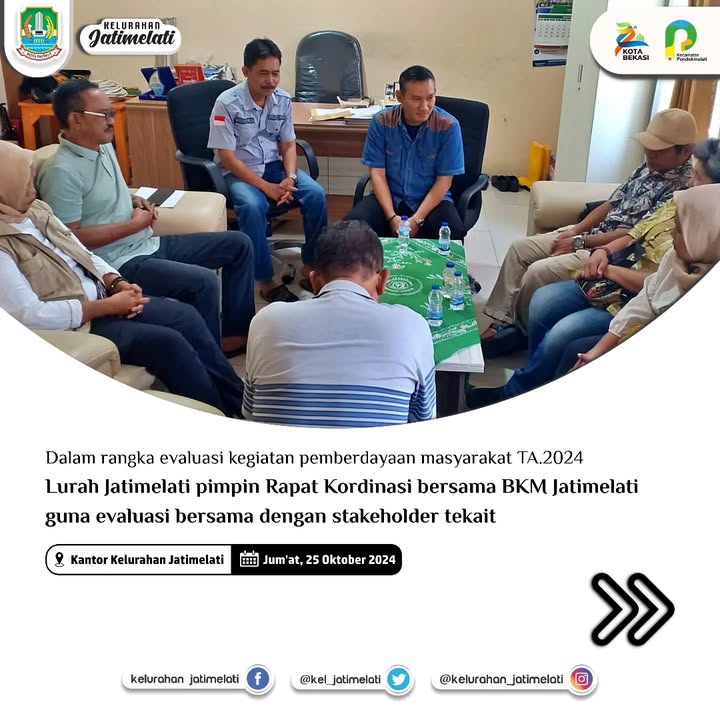 KELURAHAN
Jatimelati
KOTA BEKASI
Kecamatan
Pondokmelati
Dalam rangka evaluasi kegiatan pemberdayaan masyarakat TA.2024
Lurah Jatimelati pimpin Rapat Kordinasi bersama BKM Jatimelati
guna evaluasi bersama dengan stakeholder tekait
Kantor Kelurahan Jatimelati
Jum'at, 25 Oktober 2024
kelurahan jatimelati
@kel_jatimelati
@kelurahan_jatimelati